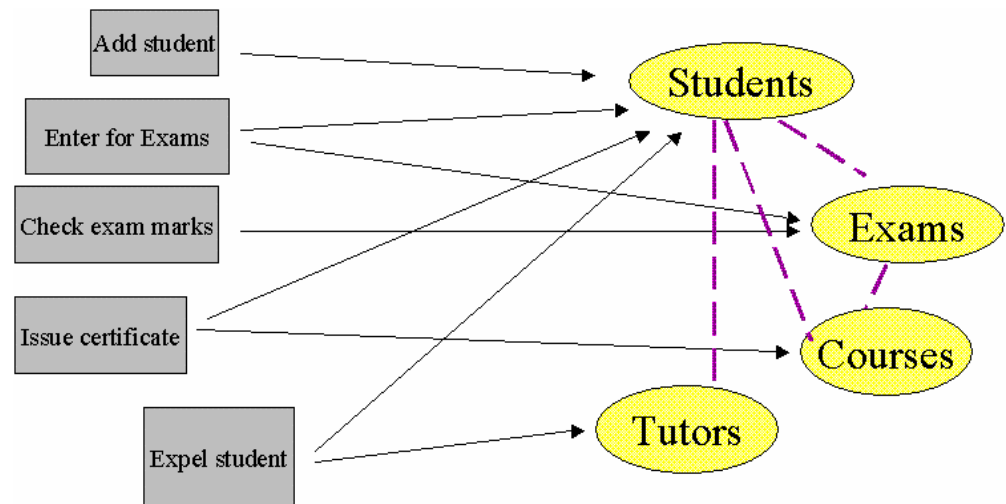 Add student
Students
Enter for Exams
Check exam marks
Exams
Issue certificate
Courses
Tutors
Expel student